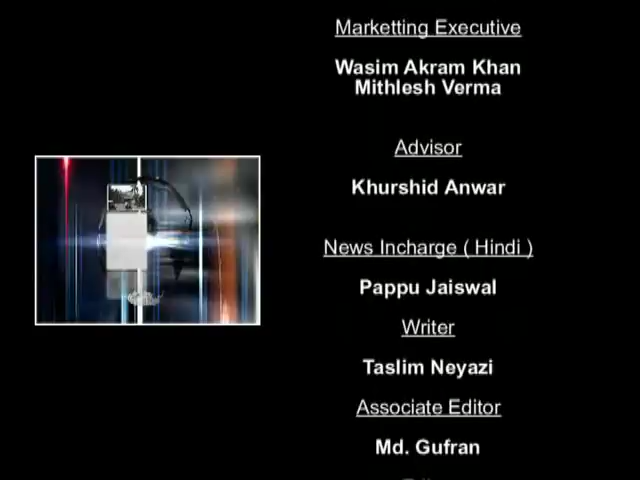 Marketting Executive
Wasim Akram Khan
Mithlesh Verma
Advisor
Khurshid Anwar
News Incharge ( Hindi )
Pappu Jaiswal
Writer
Taslim Neyazi
Associate Editor
Md. Gufran